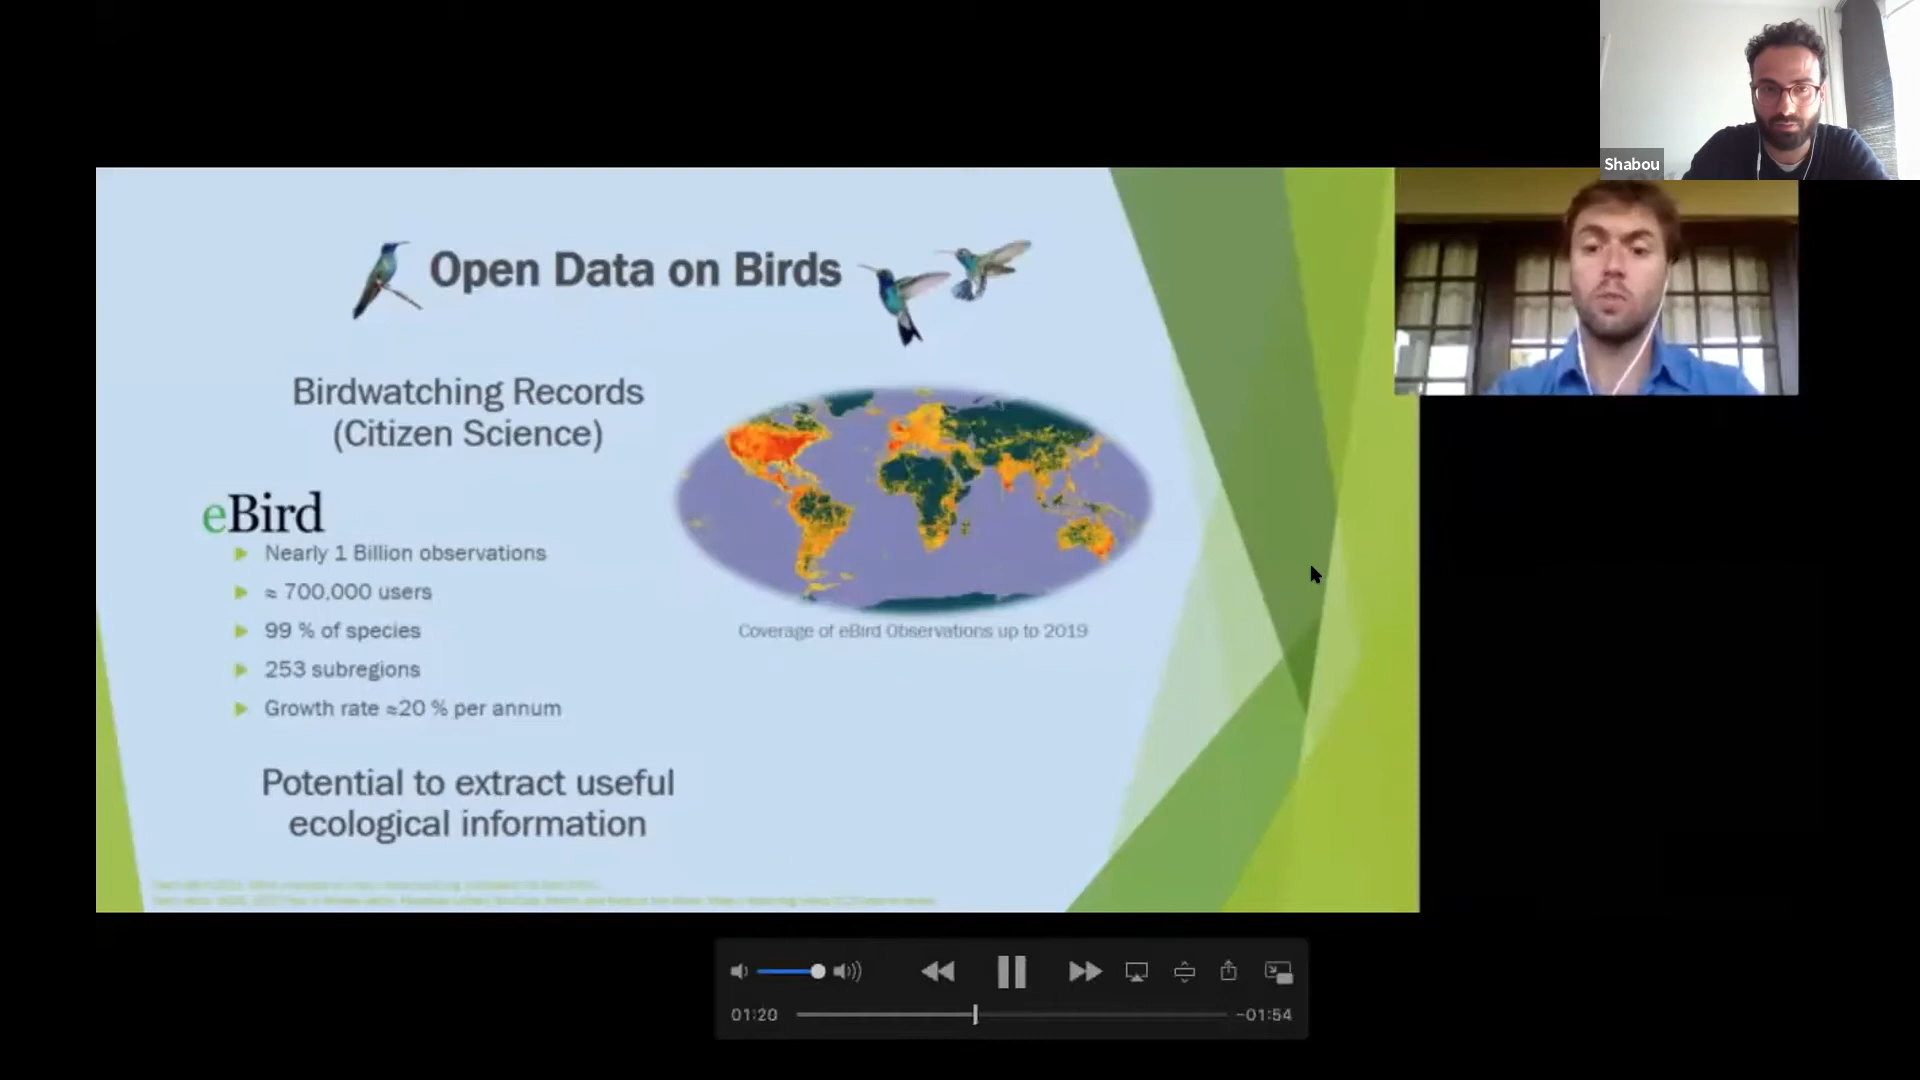 Shabou
Open Data on Birds
Birdwatching Records
(Citizen Science)
eBird
Nearly 1 Billion observations
≈ 700,000 users
99 % of species
253 subregions
Growth rate ≈20 % per annum
Coverage of eBird Observations up to 2019
Potential to extract useful
ecological information
01:20
-01:54